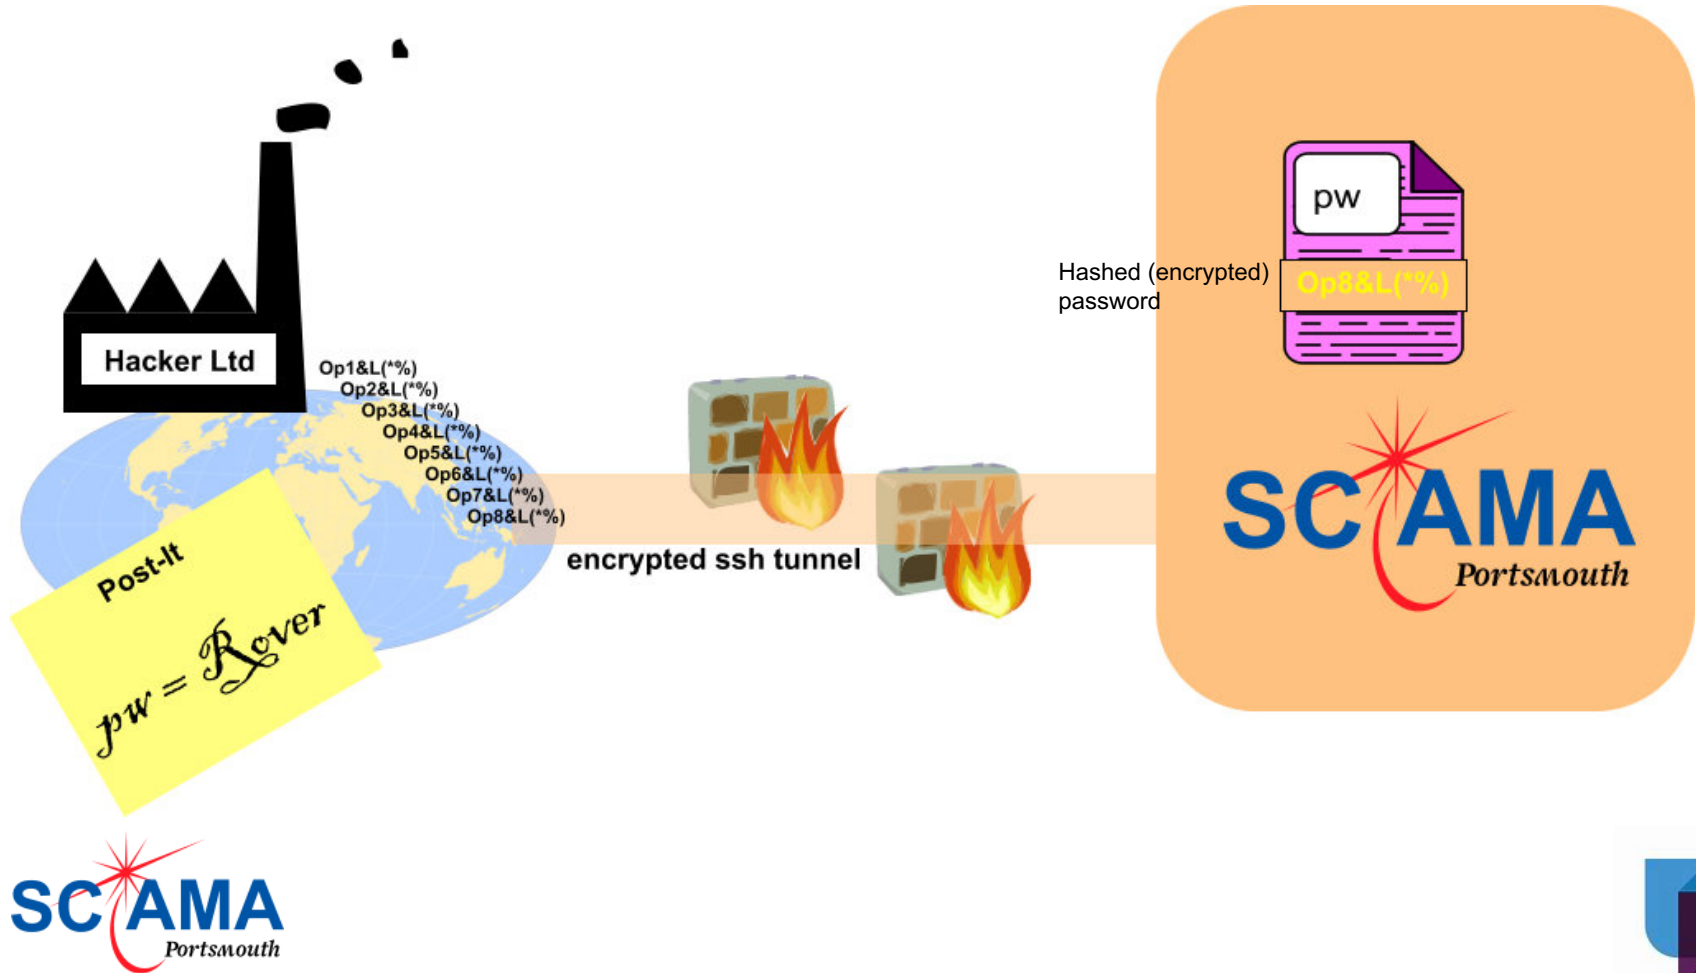 pw
Hashed (encrypted)
password
Op8&L(*%)
Hacker Ltd
Op1&L(*%)
Op2&L(*%)
Op3&L(*%)
Op4&L(*%)
Op5&L(*%)
Op6&L(*%)
Op7&L(*%)
Op8&L(*%)
encrypted ssh tunnel
SCIAMA
Portsmouth
Post-It
pw = Rover
SCIAMA
Portsmouth